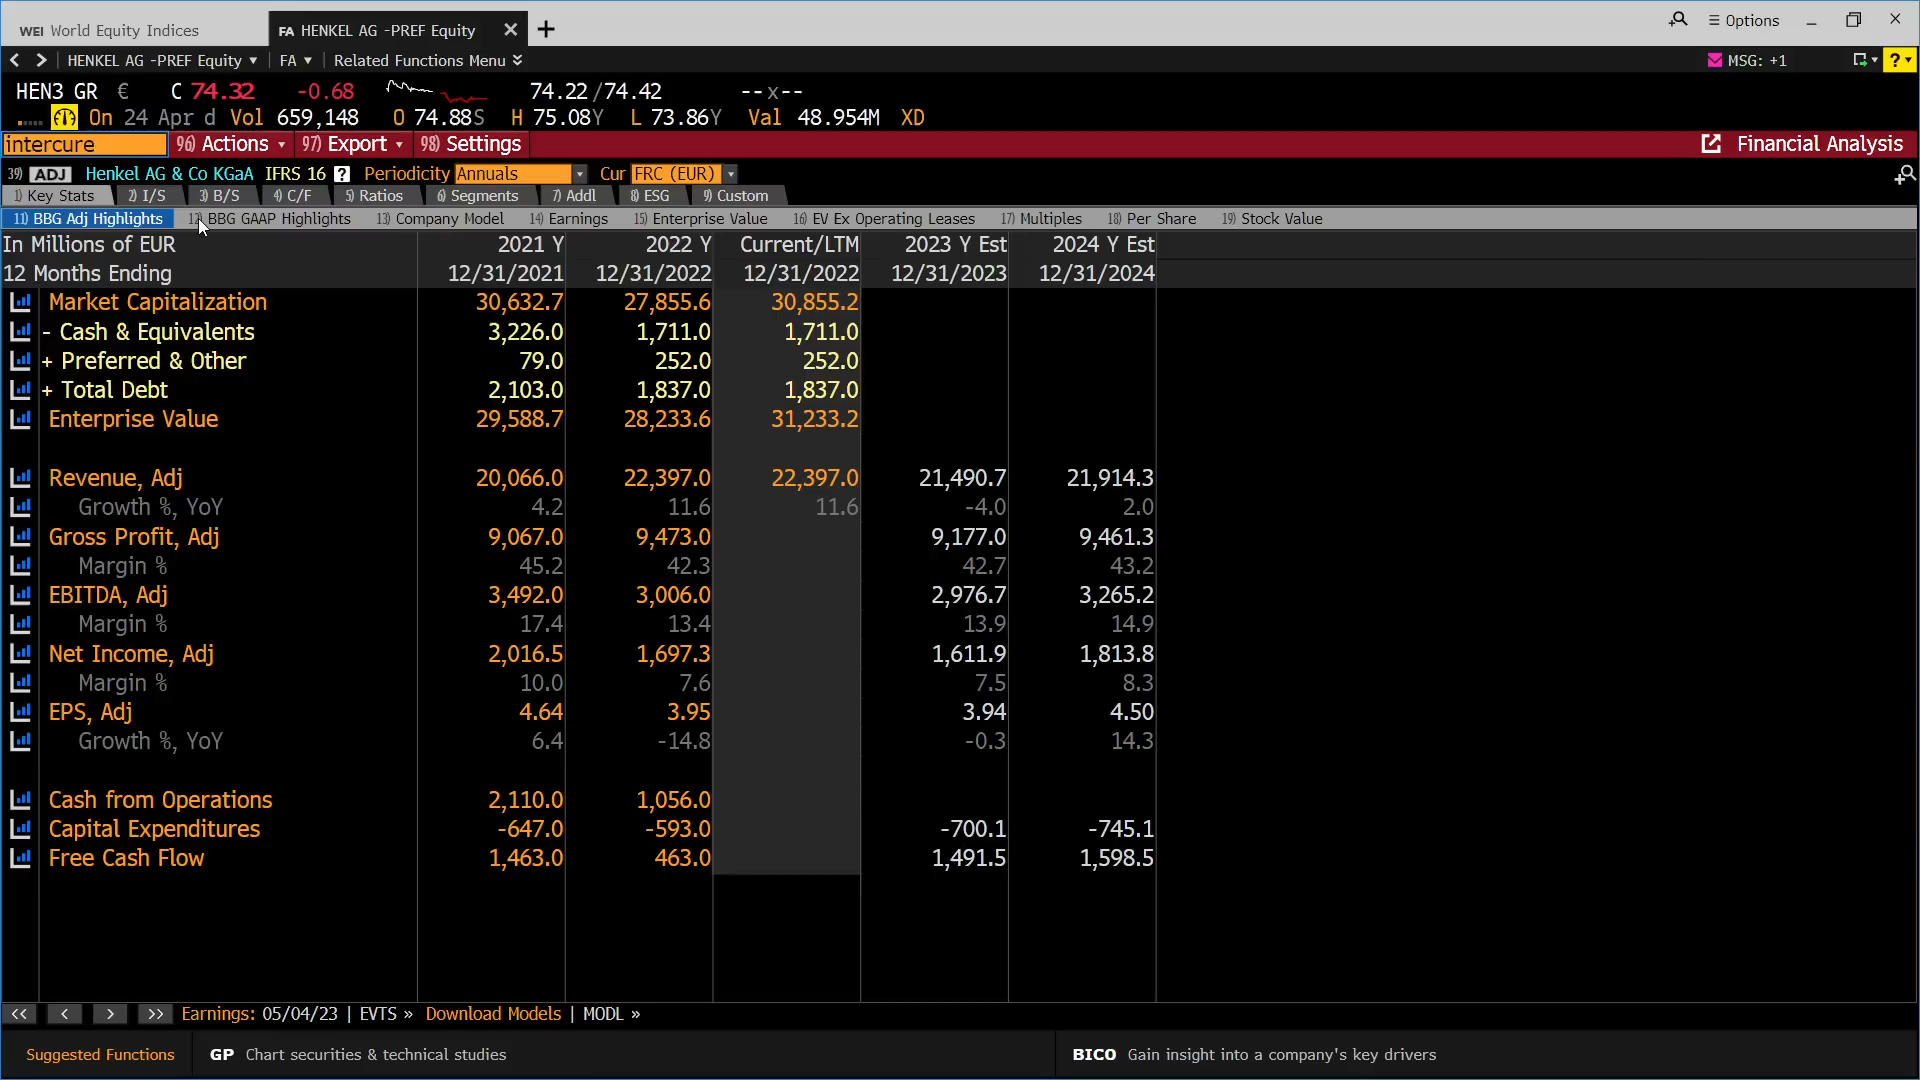 WEI World Equity Indices FA HENKEL AG -PREF Equity Options
HENKEL AG -PREF Equity FA Related Functions Menu MSG: +1 ?
HEN3 GR € C 74.32 -0.68 74.22 /74.42 --x--
On 24 Apr d Vol 659,148 O 74.88S H 75.08Y L 73.86Y Val 48.954M XD
intercure 96) Actions 97) Export 98) Settings Financial Analysis
39) ADJ Henkel AG & Co KGaA IFRS 16 ? Periodicity Annuals Cur FRC (EUR)
1) Key Stats 2) I/S 3) B/S 4) C/F 5) Ratios 6) Segments 7) Addl 8) ESG 9) Custom
11) BBG Adj Highlights 12) BBG GAAP Highlights 13) Company Model 14) Earnings 15) Enterprise Value 16) EV Ex Operating Leases 17) Multiples 18) Per Share 19) Stock Value
In Millions of EUR 2021 Y 2022 Y Current/LTM 2023 Y Est 2024 Y Est
12 Months Ending 12/31/2021 12/31/2022 12/31/2022 12/31/2023 12/31/2024
Market Capitalization 30,632.7 27,855.6 30,855.2
- Cash & Equivalents 3,226.0 1,711.0 1,711.0
+ Preferred & Other 79.0 252.0 252.0
+ Total Debt 2,103.0 1,837.0 1,837.0
Enterprise Value 29,588.7 28,233.6 31,233.2
Revenue, Adj 20,066.0 22,397.0 22,397.0 21,490.7 21,914.3
Growth %, YoY 4.2 11.6 11.6 -4.0 2.0
Gross Profit, Adj 9,067.0 9,473.0 9,177.0 9,461.3
Margin % 45.2 42.3 42.7 43.2
EBITDA, Adj 3,492.0 3,006.0 2,976.7 3,265.2
Margin % 17.4 13.4 13.9 14.9
Net Income, Adj 2,016.5 1,697.3 1,611.9 1,813.8
Margin % 10.0 7.6 7.5 8.3
EPS, Adj 4.64 3.95 3.94 4.50
Growth %, YoY 6.4 -14.8 -0.3 14.3
Cash from Operations 2,110.0 1,056.0
Capital Expenditures -647.0 -593.0 -700.1 -745.1
Free Cash Flow 1,463.0 463.0 1,491.5 1,598.5
<< < > >> Earnings: 05/04/23 | EVTS » Download Models | MODL »
Suggested Functions GP Chart securities & technical studies BICO Gain insight into a company's key drivers